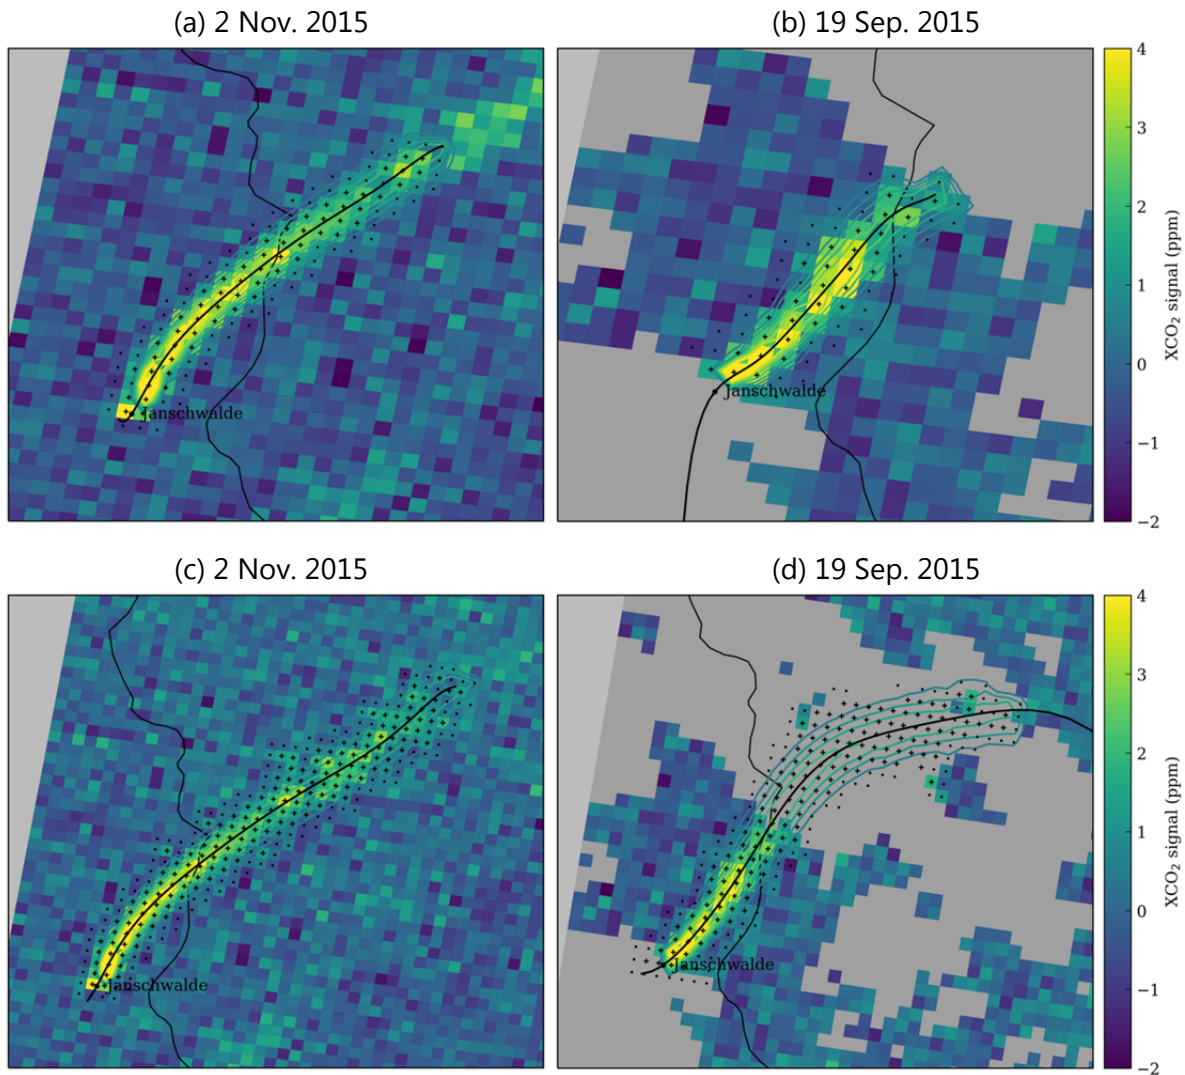 (a) 2 Nov. 2015
(b) 19 Sep. 2015
Janschwalde
Janschwalde
4
3
2
1
0
−1
−2
XCO₂ signal (ppm)
(c) 2 Nov. 2015
(d) 19 Sep. 2015
Janschwalde
Janschwalde
4
3
2
1
0
−1
−2
XCO₂ signal (ppm)